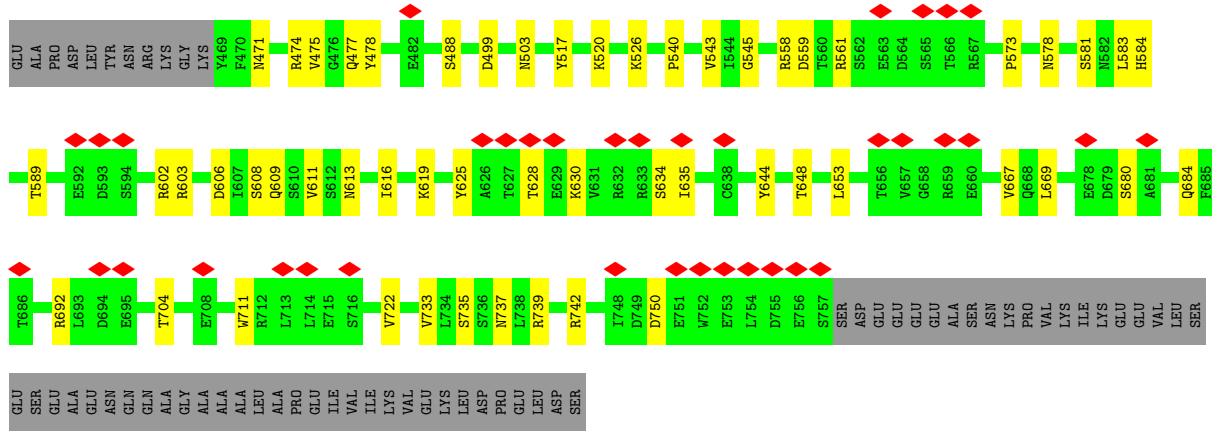 GLU ALA PRO ASP LEU TYR ASN ARG LYS GLY LYS Y469 F470 N471 R474 V475 G476 Q477 Y478 E482 S488 D499 N503 Y517 K520 K526 P540 V543 I544 G545 R558 D559 T560 R561 S562 E563 D564 S565 T566 R567 P573 N578 S581 N582 L583 H584
T589 E592 D593 S594 R602 R603 D606 I607 S608 Q609 S610 V611 S612 N613 I616 K619 Y625 A626 T627 T628 E629 K630 V631 R632 R633 S634 I635 C638 Y644 T648 L653 T656 V657 G658 R659 E660 V667 Q668 L669 E678 D679 S680 A681 Q684 F685
T686 R692 L693 D694 E695 T704 E708 W711 R712 L713 L714 E715 S716 V722 V733 L734 S735 S736 N737 L738 R739 R742 I748 D749 D750 E751 W752 E753 L754 D755 E756 S757 SER ASP GLU GLU GLU GLU ALA SER ASN LYS PRO VAL LYS ILE LYS GLU GLU VAL LEU SER
GLU SER GLU ALA GLU ASN GLN GLN ALA GLY ALA ALA ALA LEU ALA PRO GLU ILE VAL ILE LYS VAL GLU LYS LEU ASP PRO GLU LEU ASP SER